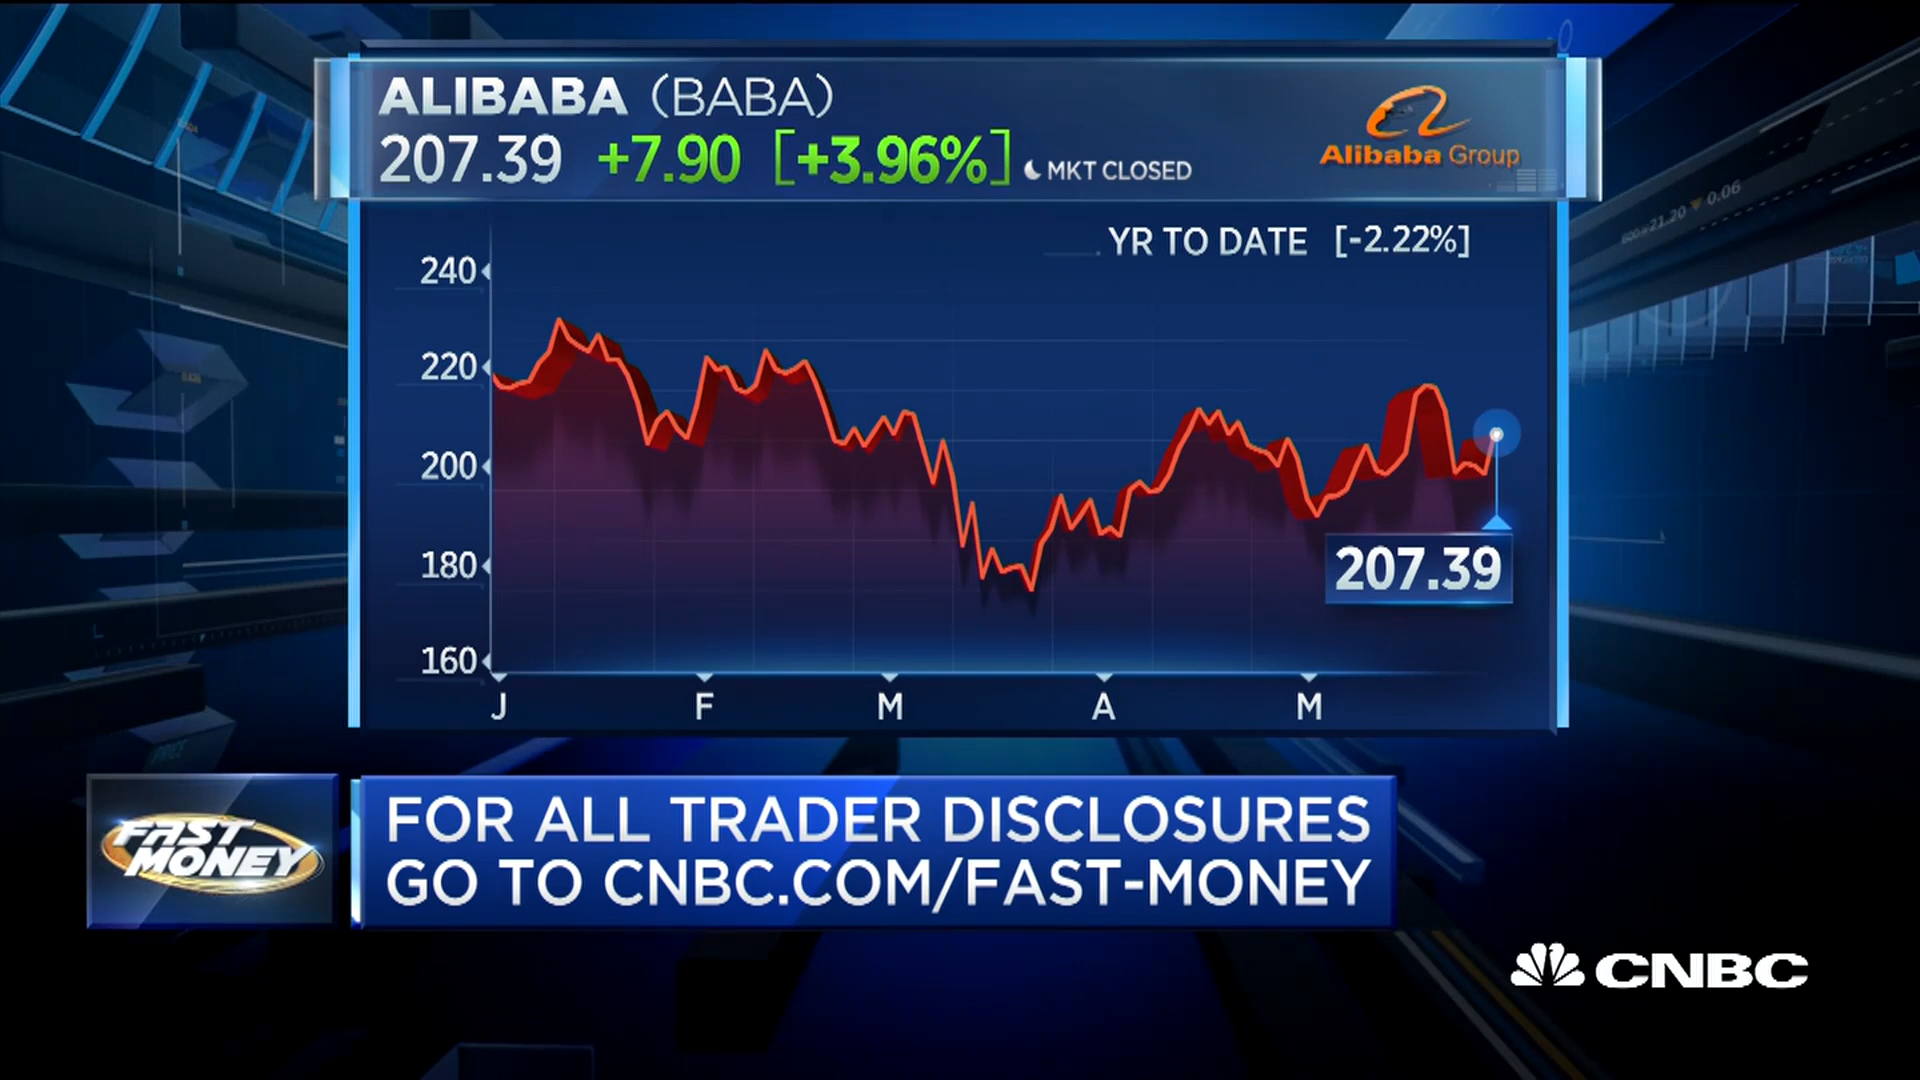 ALIBABA (BABA)
207.39 +7.90 [+3.96%] MKT CLOSED
Alibaba Group
YR TO DATE [-2.22%]
240
220
200
180
160
J F M A M
207.39
FAST MONEY
FOR ALL TRADER DISCLOSURES
GO TO CNBC.COM/FAST-MONEY
CNBC